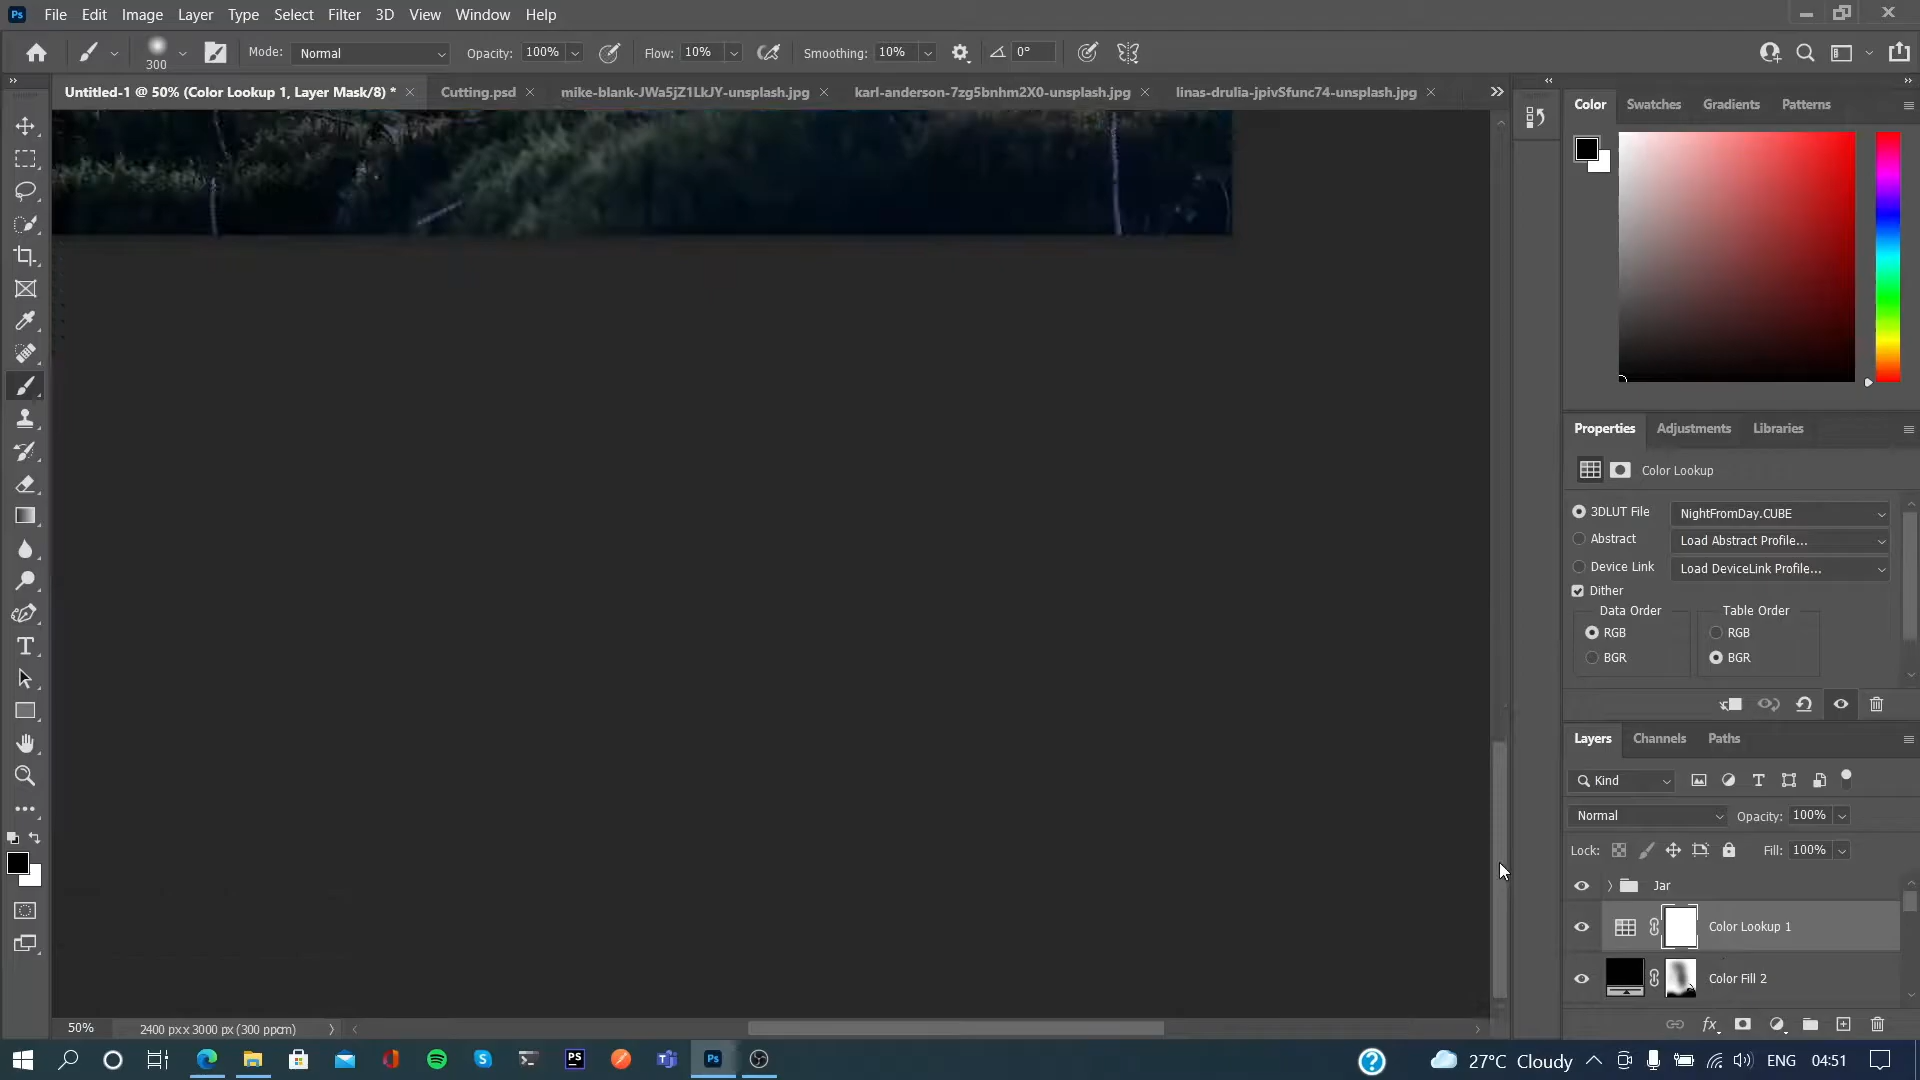 Ps File Edit Image Layer Type Select Filter 3D View Window Help
300 Mode: Normal Opacity: 100% Flow: 10% Smoothing: 10% 0°
Untitled-1 @ 50% (Color Lookup 1, Layer Mask/8) * Cutting.psd mike-blank-JWa5jZ1LkJY-unsplash.jpg karl-anderson-7zg5bnhm2X0-unsplash.jpg linas-drulia-jpivSfunc74-unsplash.jpg
Color Swatches Gradients Patterns
Properties Adjustments Libraries
Color Lookup
3DLUT File NightFromDay.CUBE
Abstract Load Abstract Profile...
Device Link Load DeviceLink Profile...
Dither
Data Order Table Order
RGB RGB
BGR BGR
Layers Channels Paths
Kind
Normal Opacity: 100%
Lock: Fill: 100%
Jar
Color Lookup 1
Color Fill 2
50% 2400 px x 3000 px (300 ppcm)
PS Ps 27°C Cloudy ENG 04:51